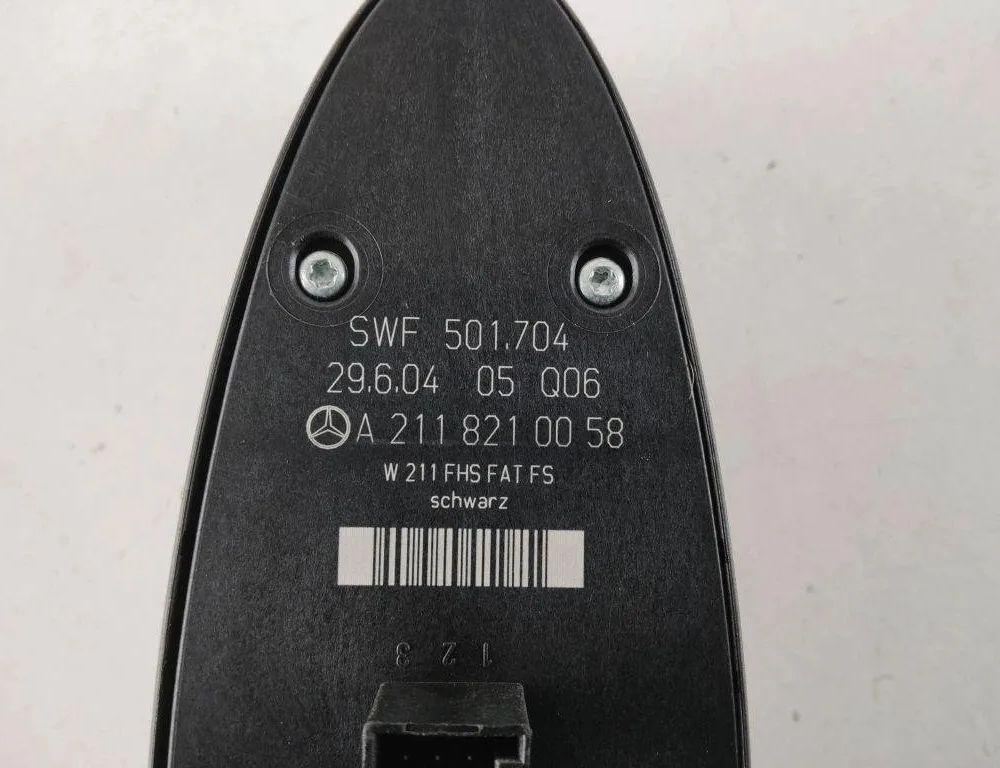 SWF 501.704
29.6.04 05 Q06
A 211 821 00 58
W 211 FHS FAT FS
schwarz
1 2 3